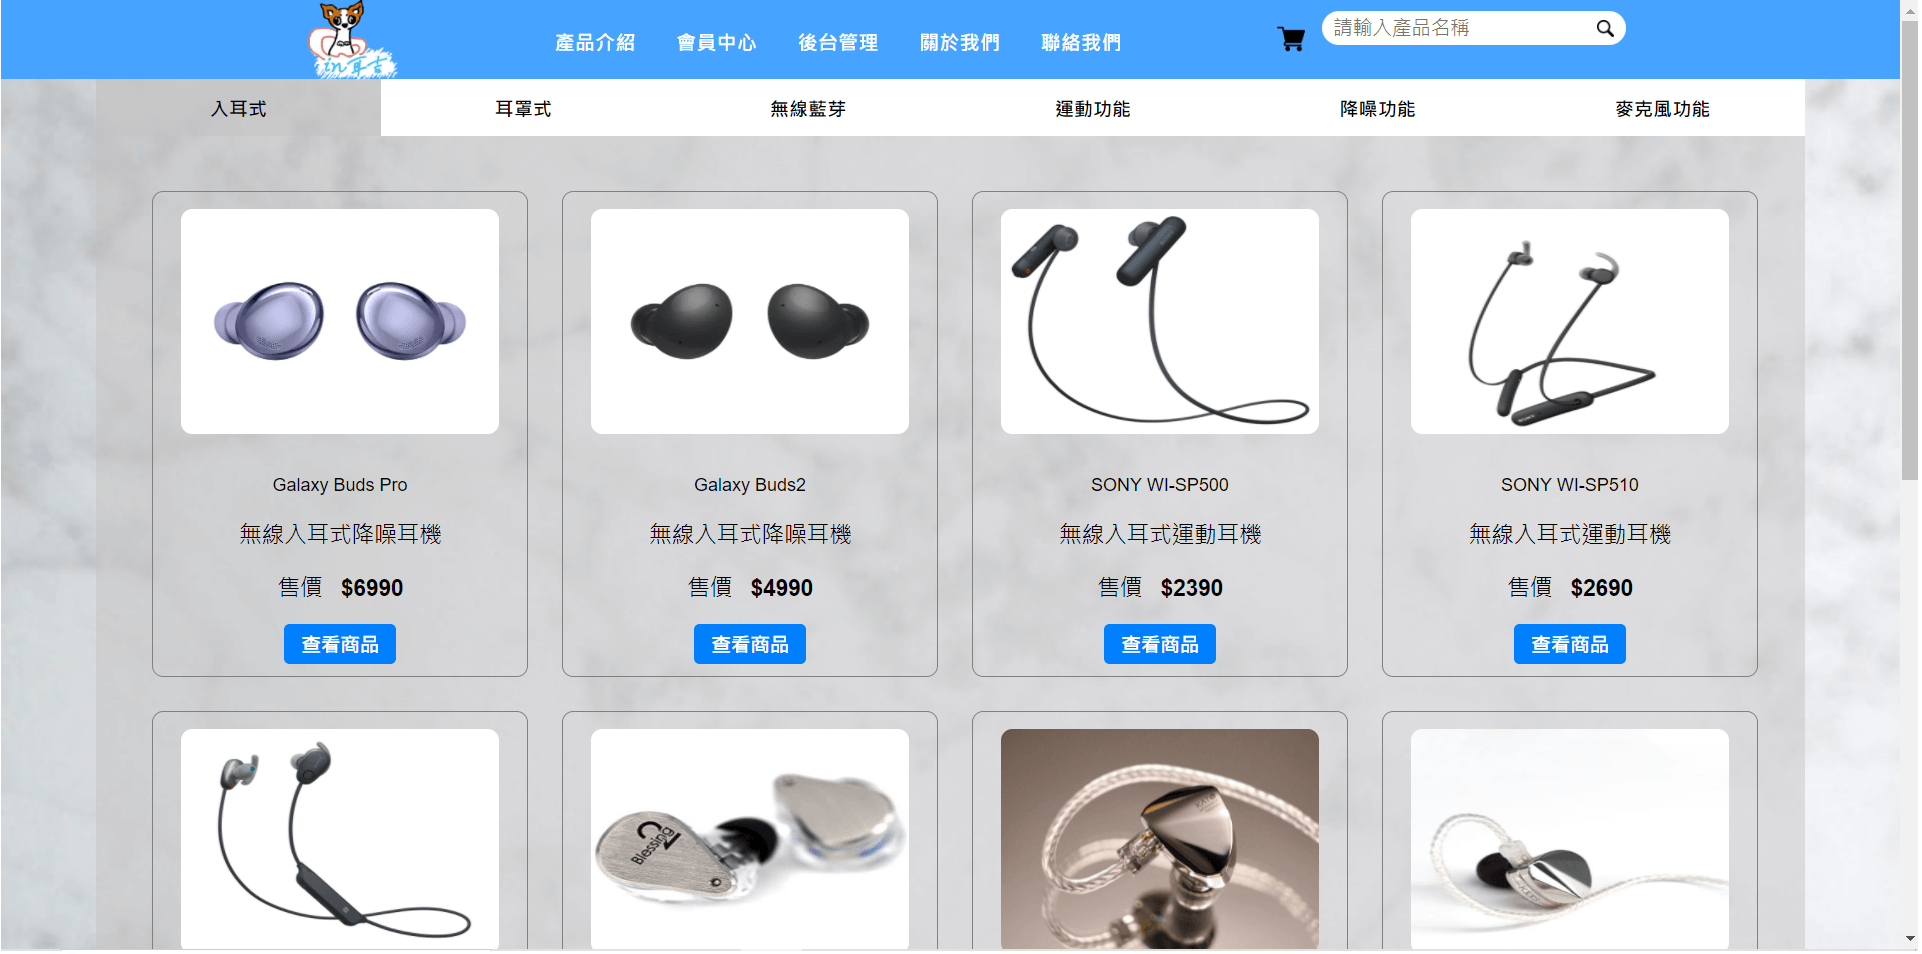 in耳吉
產品介紹 會員中心 後台管理 關於我們 聯絡我們 請輸入產品名稱
入耳式 耳罩式 無線藍芽 運動功能 降噪功能 麥克風功能
Galaxy Buds Pro
無線入耳式降噪耳機
售價 $6990
查看商品
Galaxy Buds2
無線入耳式降噪耳機
售價 $4990
查看商品
SONY WI-SP500
無線入耳式運動耳機
售價 $2390
查看商品
SONY WI-SP510
無線入耳式運動耳機
售價 $2690
查看商品
Blessing 2